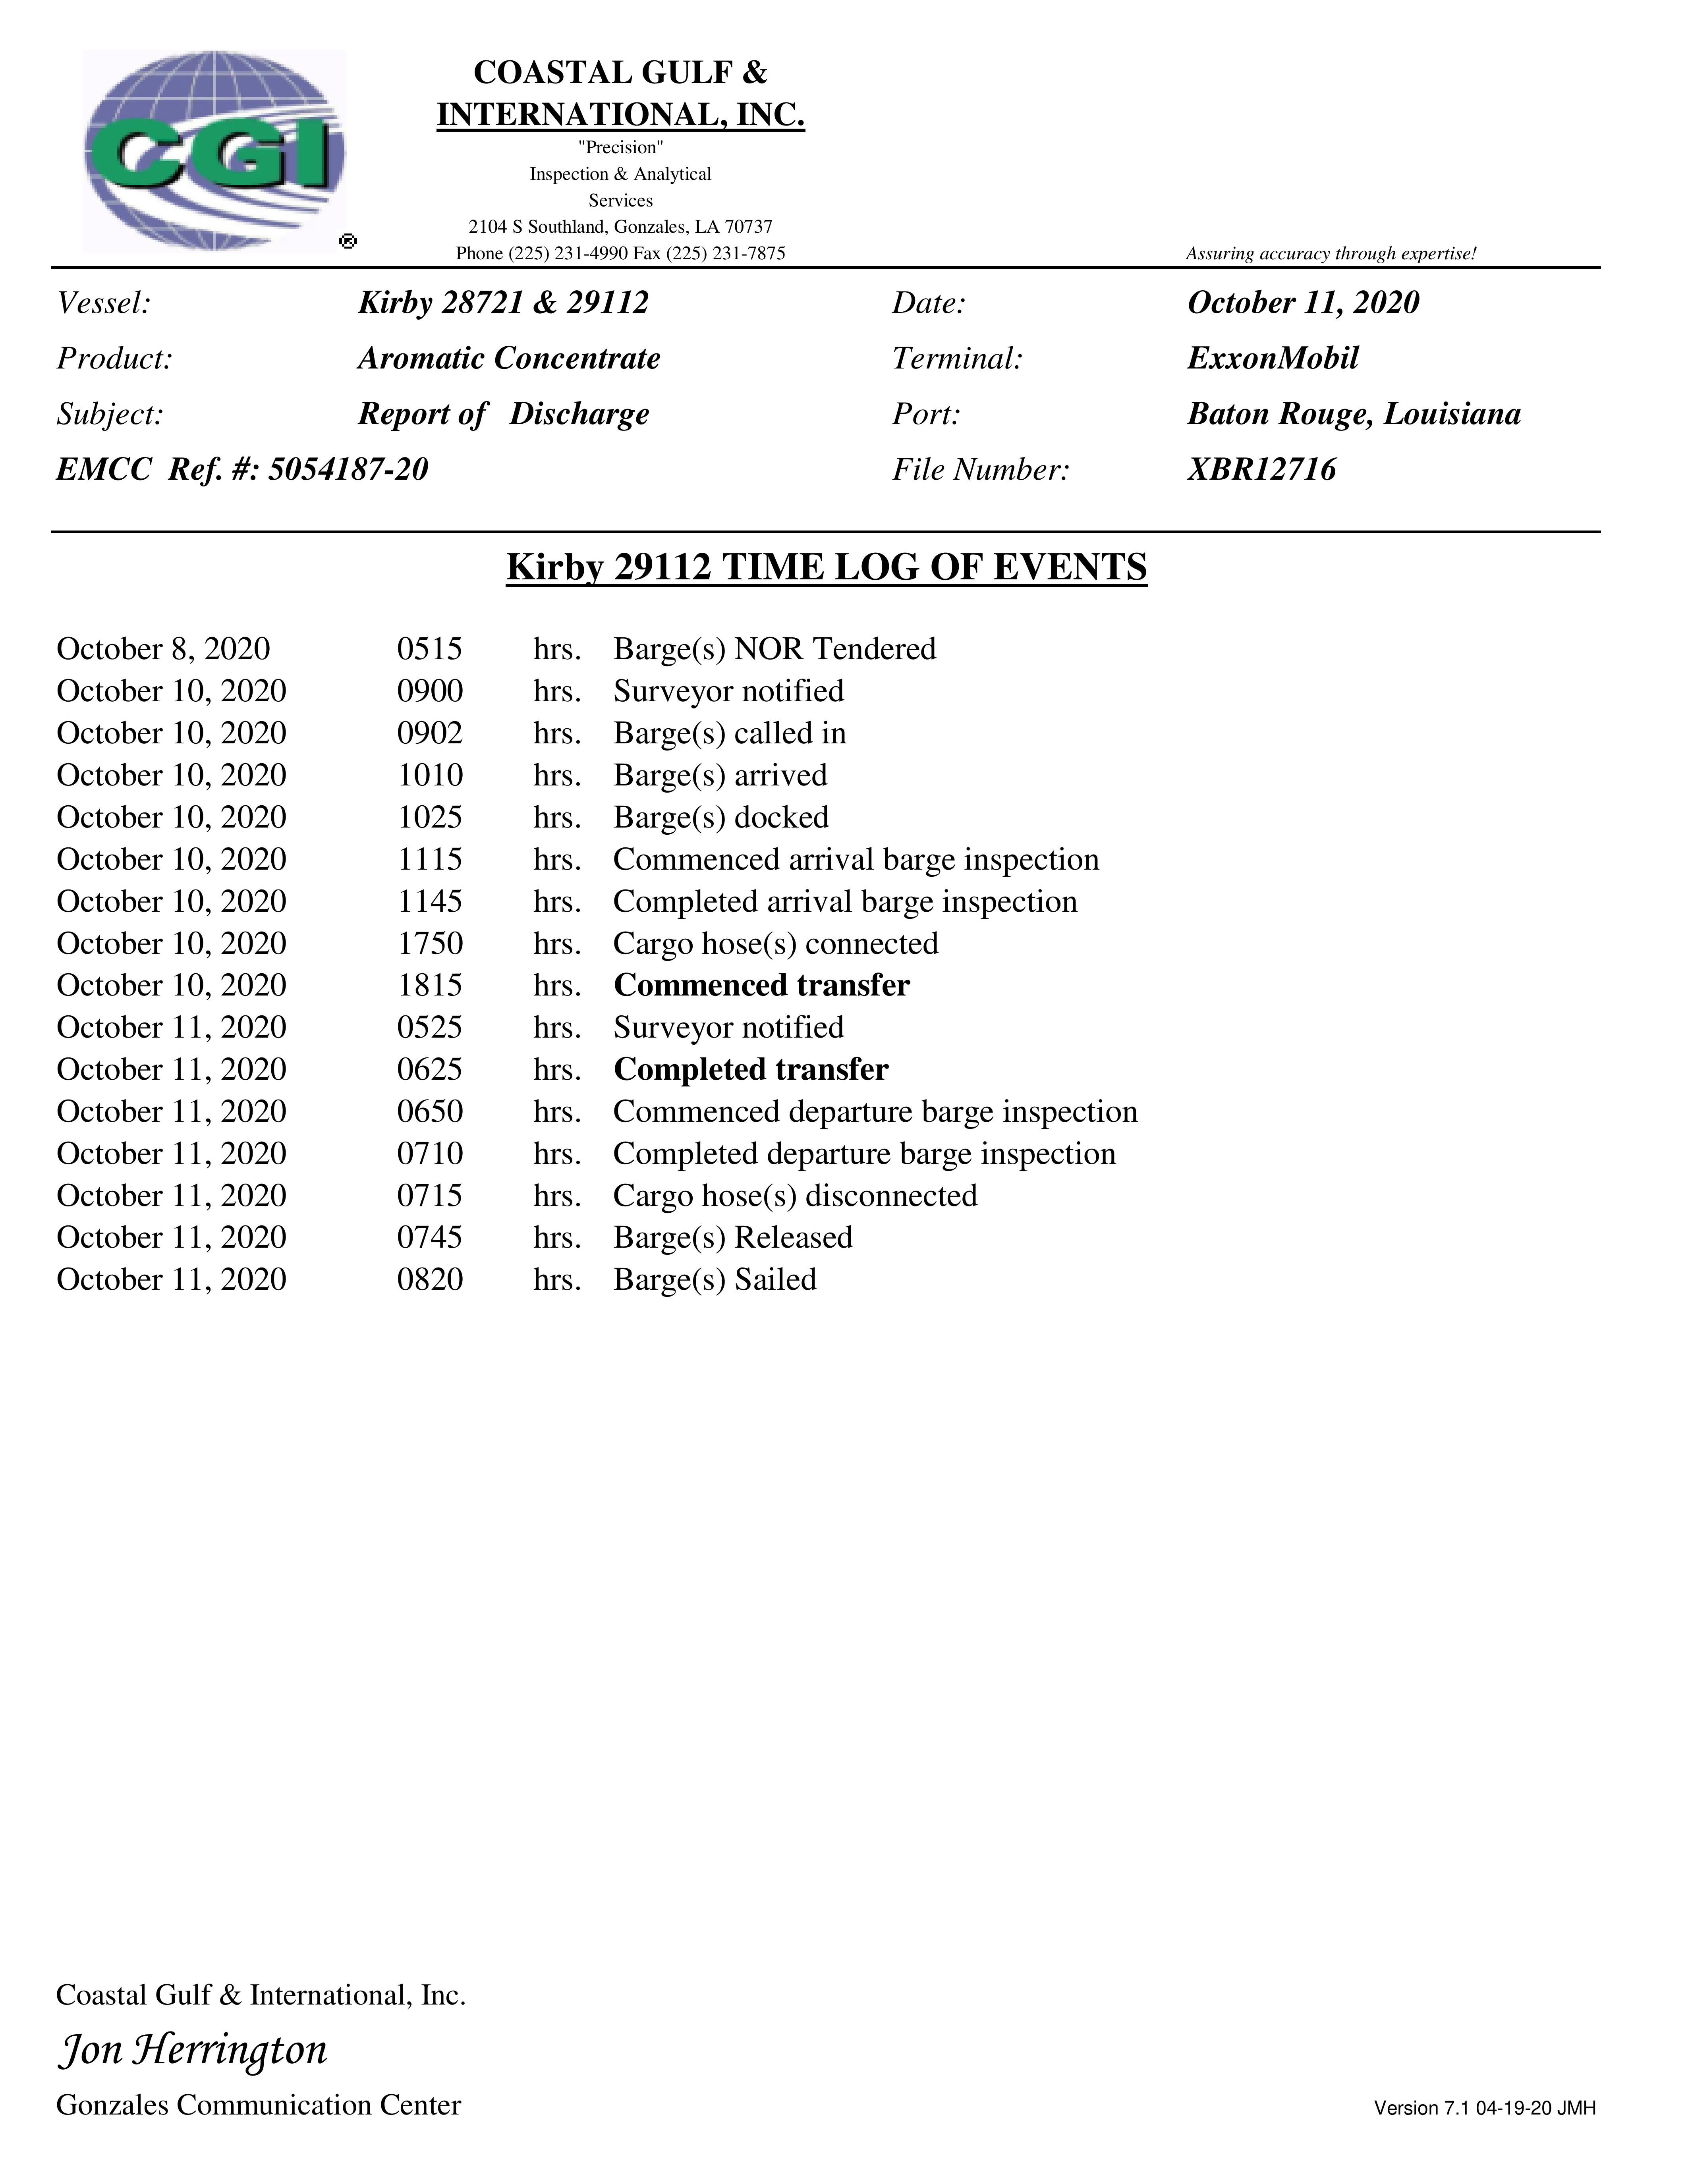 CGI
®
COASTAL GULF &
INTERNATIONAL, INC.
"Precision"
Inspection & Analytical
Services
2104 S Southland, Gonzales, LA 70737
Phone (225) 231-4990 Fax (225) 231-7875
Assuring accuracy through expertise!
Vessel: Kirby 28721 & 29112 Date: October 11, 2020
Product: Aromatic Concentrate Terminal: ExxonMobil
Subject: Report of Discharge Port: Baton Rouge, Louisiana
EMCC Ref. #: 5054187-20 File Number: XBR12716
Kirby 29112 TIME LOG OF EVENTS
October 8, 2020 0515 hrs. Barge(s) NOR Tendered
October 10, 2020 0900 hrs. Surveyor notified
October 10, 2020 0902 hrs. Barge(s) called in
October 10, 2020 1010 hrs. Barge(s) arrived
October 10, 2020 1025 hrs. Barge(s) docked
October 10, 2020 1115 hrs. Commenced arrival barge inspection
October 10, 2020 1145 hrs. Completed arrival barge inspection
October 10, 2020 1750 hrs. Cargo hose(s) connected
October 10, 2020 1815 hrs. Commenced transfer
October 11, 2020 0525 hrs. Surveyor notified
October 11, 2020 0625 hrs. Completed transfer
October 11, 2020 0650 hrs. Commenced departure barge inspection
October 11, 2020 0710 hrs. Completed departure barge inspection
October 11, 2020 0715 hrs. Cargo hose(s) disconnected
October 11, 2020 0745 hrs. Barge(s) Released
October 11, 2020 0820 hrs. Barge(s) Sailed
Coastal Gulf & International, Inc.
Jon Herrington
Gonzales Communication Center
Version 7.1 04-19-20 JMH